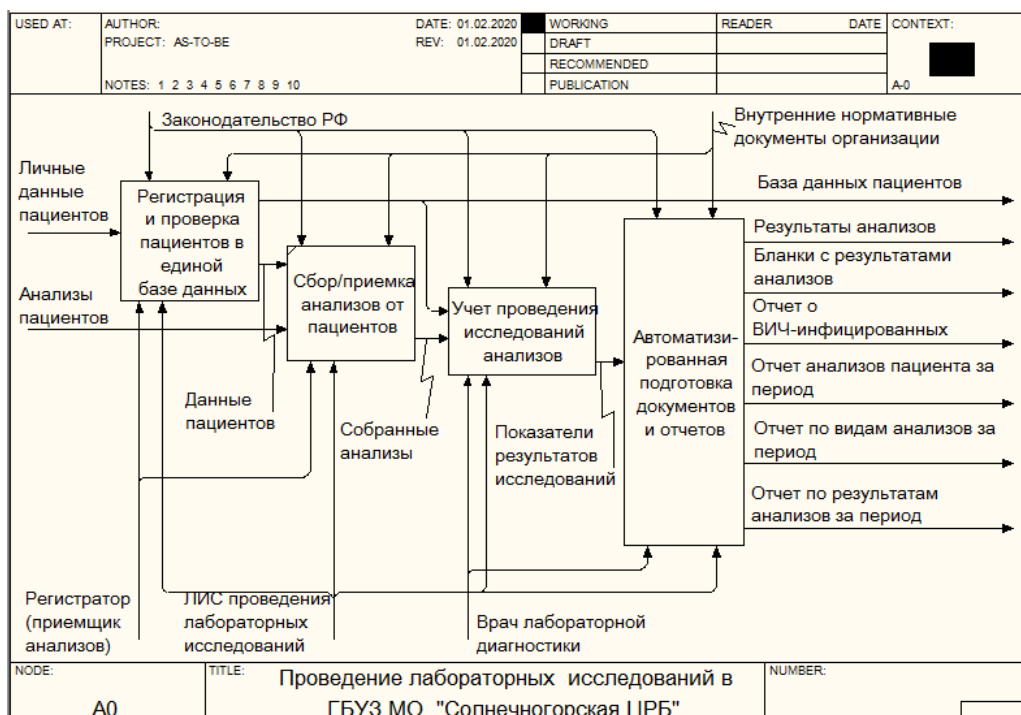 USED AT:
AUTHOR:
DATE: 01.02.2020
WORKING
READER
DATE
CONTEXT:
PROJECT: AS-TO-BE
REV: 01.02.2020
DRAFT
RECOMMENDED
NOTES: 1 2 3 4 5 6 7 8 9 10
PUBLICATION
A-0
Законодательство РФ
Внутренние нормативные
документы организации
Личные
данные
пациентов
Регистрация
и проверка
пациентов в
единой
базе данных
База данных пациентов
Результаты анализов
Бланки с результатами
анализов
Отчет о
ВИЧ-инфицированных
Отчет анализов пациента за
период
Отчет по видам анализов за
период
Отчет по результатам
анализов за период
Анализы
пациентов
Сбор/приемка
анализов от
пациентов
Учет проведения
исследований
анализов
Автоматизи-
рованная
подготовка
документов
и отчетов
Данные
пациентов
Собранные
анализы
Показатели
результатов
исследований
Регистратор
(приемщик
анализов)
ЛИС проведения
лабораторных
исследований
Врач лабораторной
диагностики
NODE:
TITLE:
NUMBER:
A0
Проведение лабораторных исследований в
ГБУЗ МО "Солнечногорская ЦРБ"